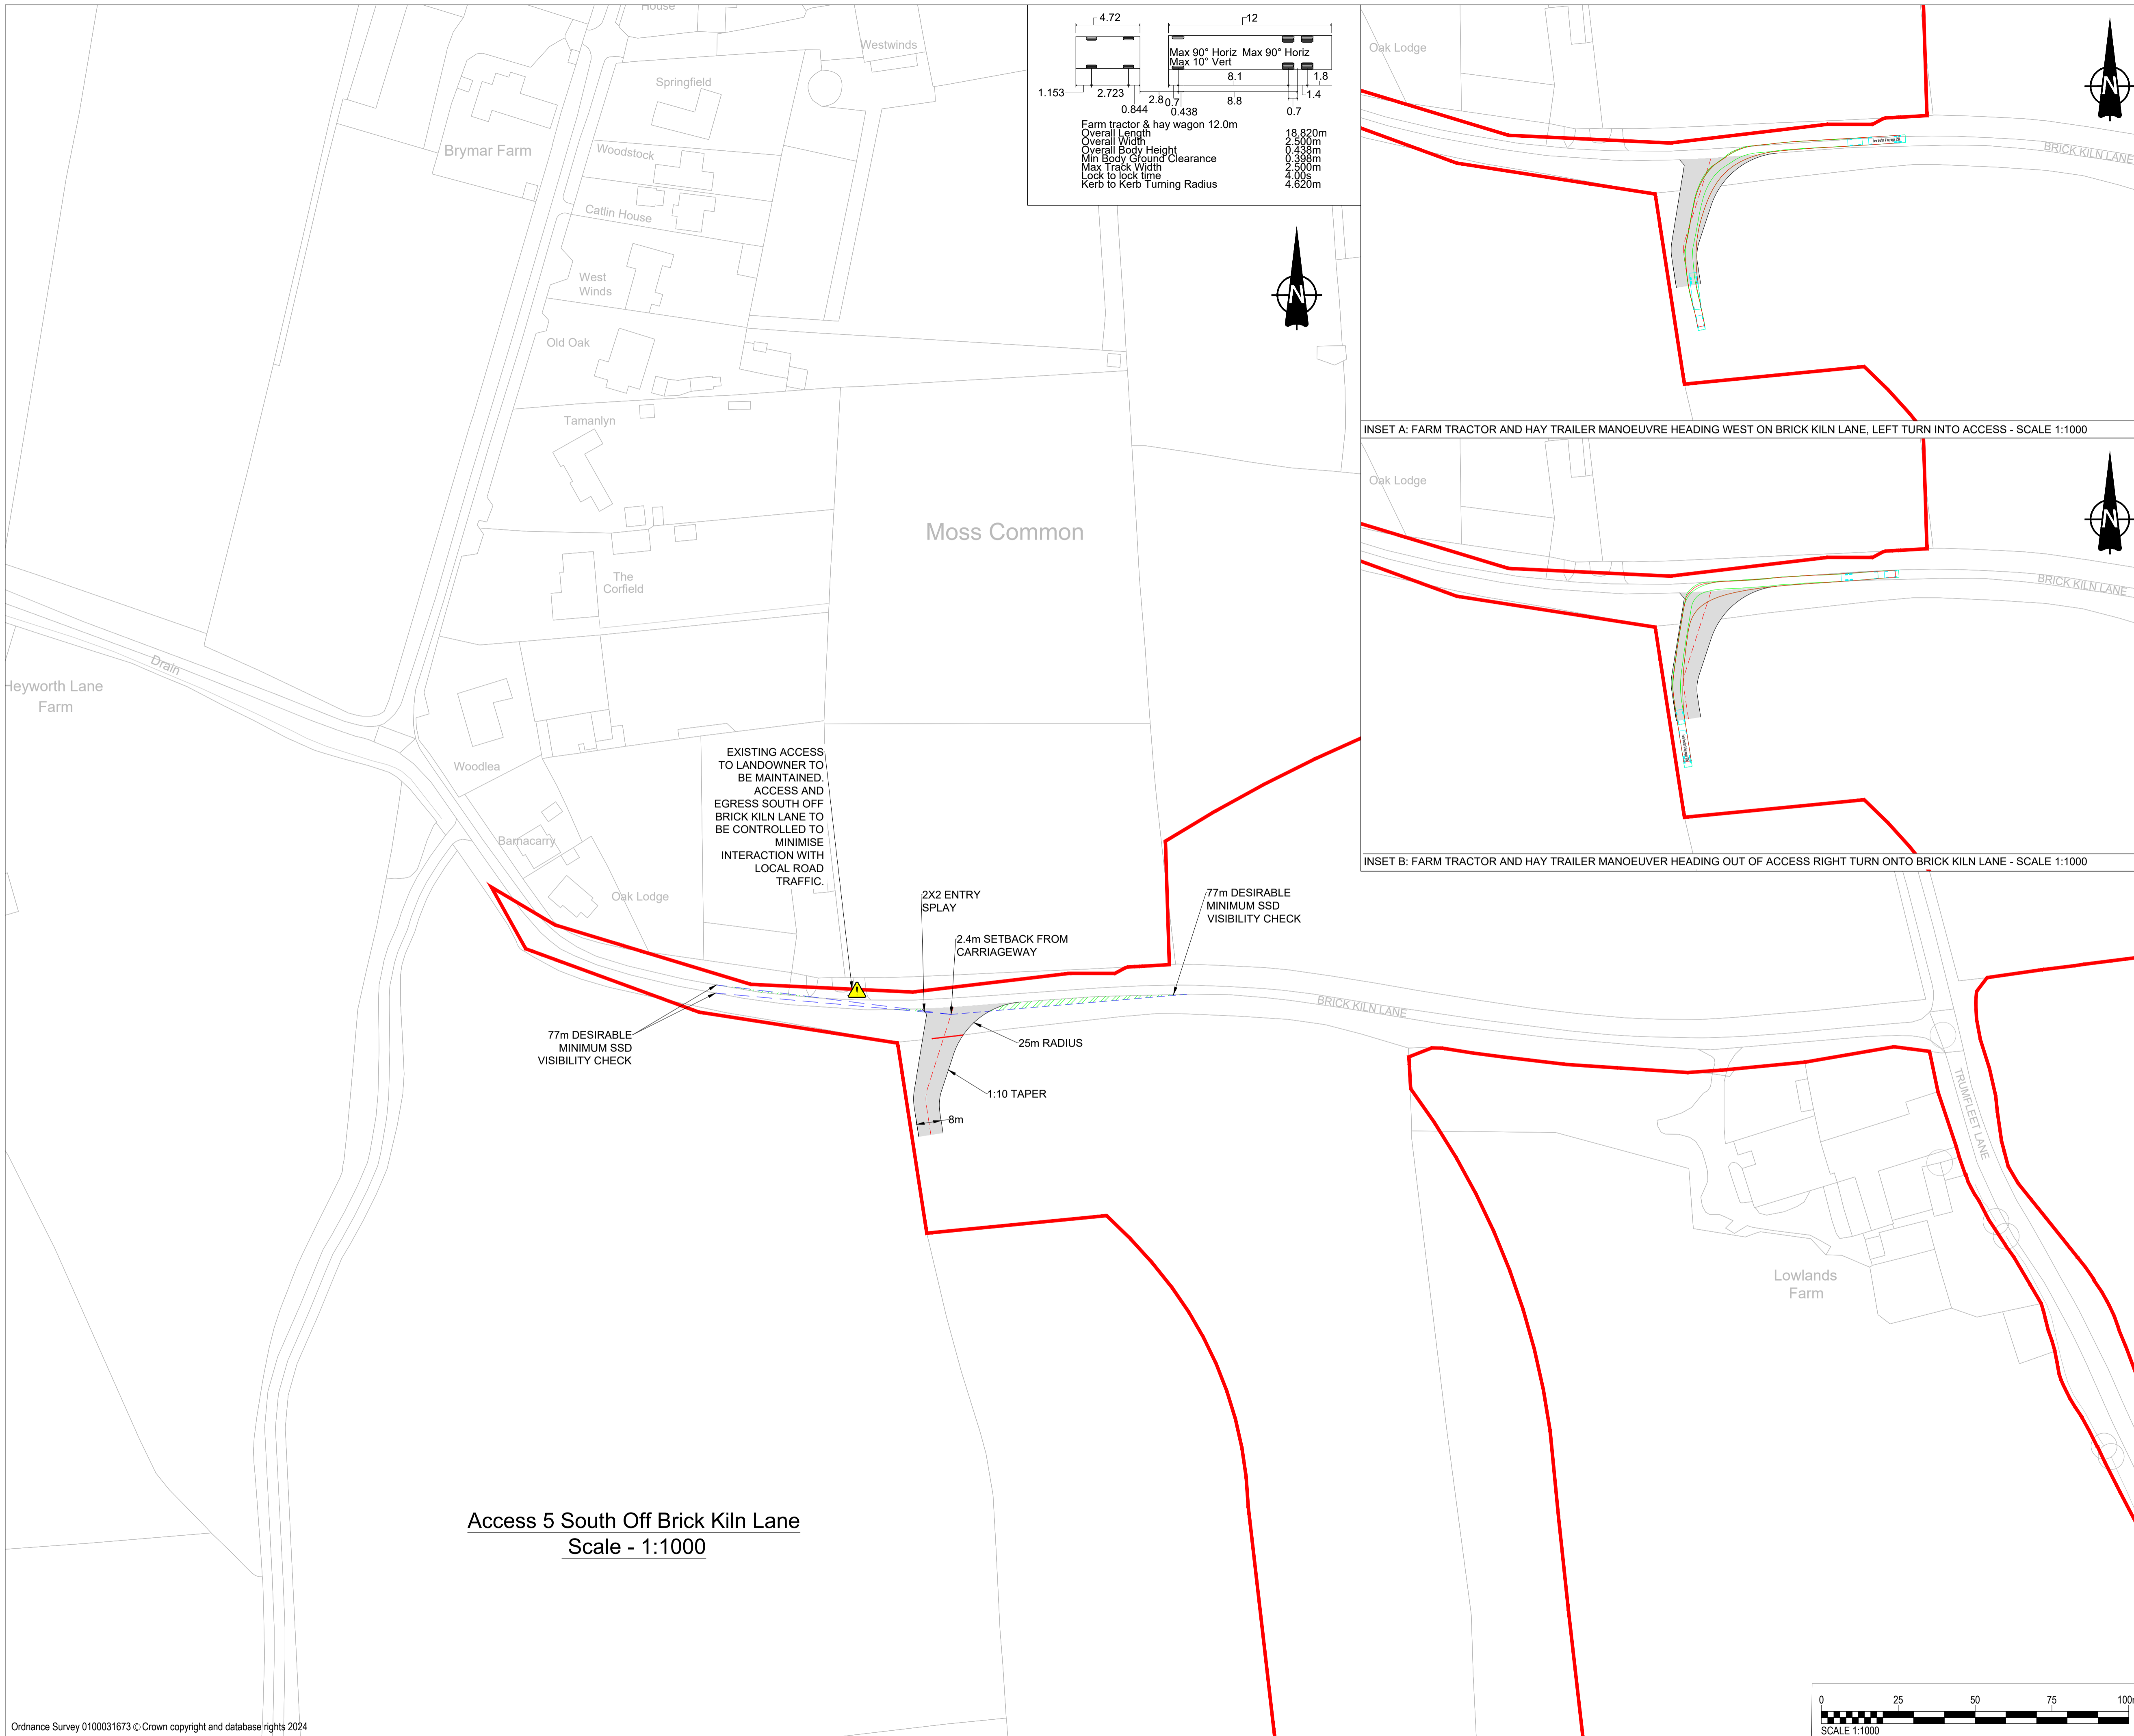 House
Westwinds
Springfield
Brymar Farm
Woodstock
Catlin House
West
Winds
Old Oak
Tamanlyn
Moss Common
The
Corfield
Drain
Heyworth Lane
Farm
Woodlea
Barnacarry
Oak Lodge
4.72
12
Max 90° Horiz Max 90° Horiz
Max 10° Vert
8.1
1.8
1.153
2.723
2.8
0.7
8.8
1.4
0.844
0.438
0.7
Farm tractor & hay wagon 12.0m
Overall Length 18.820m
Overall Width 2.500m
Overall Body Height 0.438m
Min Body Ground Clearance 0.398m
Max Track Width 2.500m
Lock to lock time 4.00s
Kerb to Kerb Turning Radius 4.620m
N
Oak Lodge
N
BRICK KILN LANE
INSET A: FARM TRACTOR AND HAY TRAILER MANOEUVRE HEADING WEST ON BRICK KILN LANE, LEFT TURN INTO ACCESS - SCALE 1:1000
Oak Lodge
N
BRICK KILN LANE
INSET B: FARM TRACTOR AND HAY TRAILER MANOEUVER HEADING OUT OF ACCESS RIGHT TURN ONTO BRICK KILN LANE - SCALE 1:1000
EXISTING ACCESS
TO LANDOWNER TO
BE MAINTAINED.
ACCESS AND
EGRESS SOUTH OFF
BRICK KILN LANE TO
BE CONTROLLED TO
MINIMISE
INTERACTION WITH
LOCAL ROAD
TRAFFIC.
2X2 ENTRY
SPLAY
2.4m SETBACK FROM
CARRIAGEWAY
77m DESIRABLE
MINIMUM SSD
VISIBILITY CHECK
!
77m DESIRABLE
MINIMUM SSD
VISIBILITY CHECK
25m RADIUS
1:10 TAPER
8m
BRICK KILN LANE
TRUMFLEET LANE
Lowlands
Farm
Access 5 South Off Brick Kiln Lane
Scale - 1:1000
0 25 50 75 100m
SCALE 1:1000
Ordnance Survey 0100031673 © Crown copyright and database rights 2024